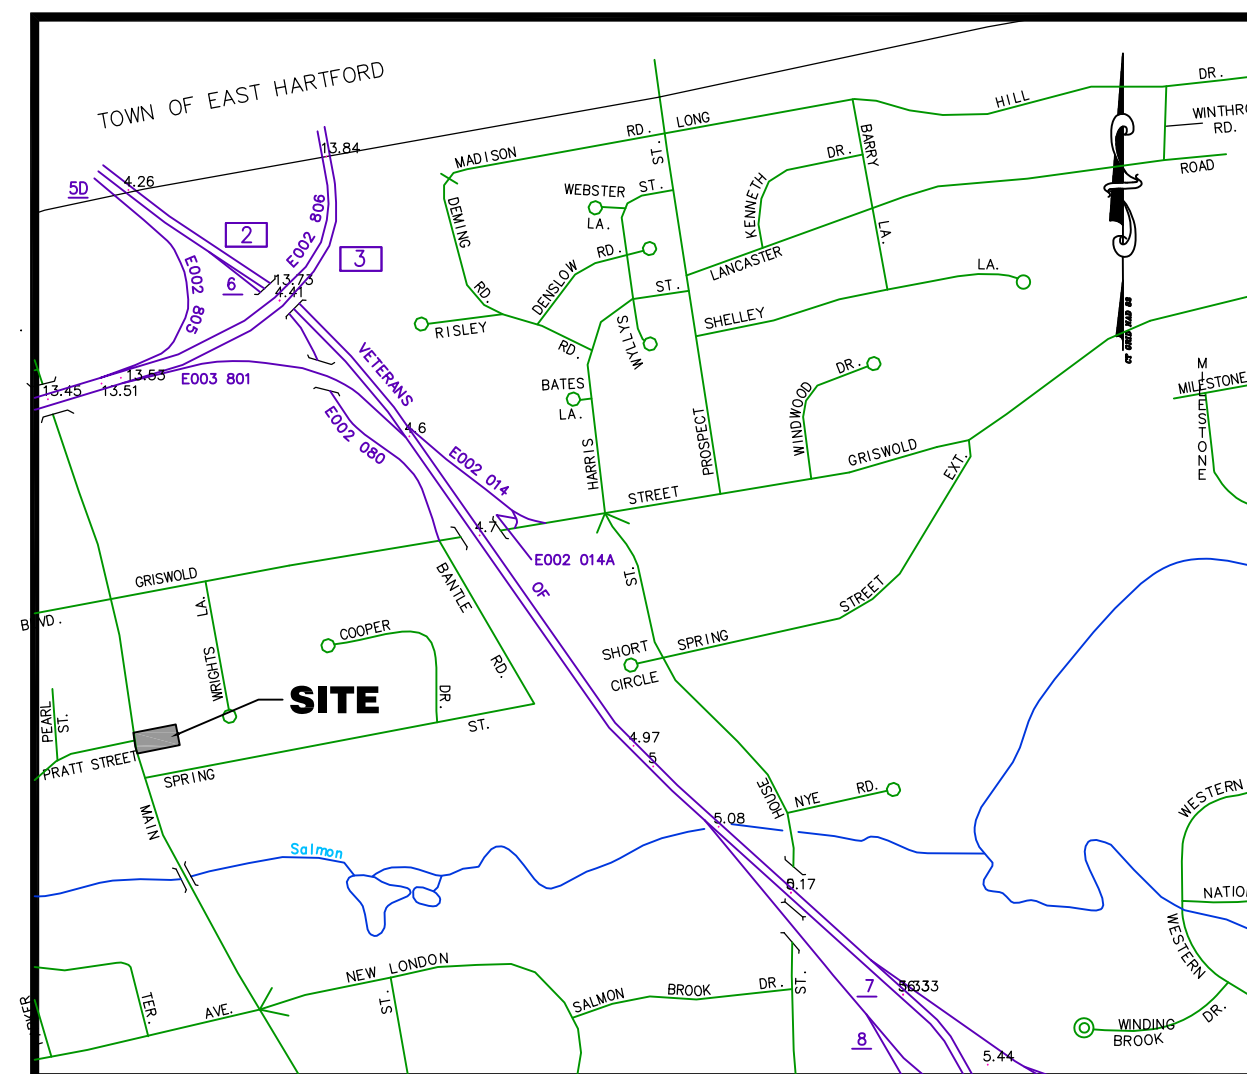 TOWN OF EAST HARTFORD
13.84
4.26
5D
2
3
6
E002 806
E002 805
13.73
4.41
13.45
13.51
13.53
E003 801
VETERANS
E002 080
4.6
E002 014
4.7
E002 014A
OF
MADISON
RD.
LONG
HILL
DR.
WINTHRO
RD.
ROAD
BARRY
LA.
DR.
KENNETH
LANCASTER
WEBSTER
LA.
ST.
ST.
DEMING
RD.
DENSLOW
RD.
RISLEY
RD.
ST.
WYLLYS
SHELLEY
LA.
BATES
LA.
HARRIS
PROSPECT
WINDWOOD
DR.
GRISWOLD
STREET
EXT.
CT GRID NAD 83
MILESTONE
MILESTONE
GRISWOLD
BLVD.
LA.
WRIGHTS
COOPER
DR.
BANTLE
RD.
ST.
SHORT
CIRCLE
SPRING
STREET
SITE
PEARL
ST.
PRATT STREET
SPRING
ST.
MAIN
4.97
5
5.08
HOUSE
NYE
RD.
WESTERN
Salmon
5.17
NATIO
WESTERN
NEW LONDON
ST.
TER.
AVE.
SALMON
BROOK
DR.
ST.
7
8
5.44
WINDING
BROOK
DR.